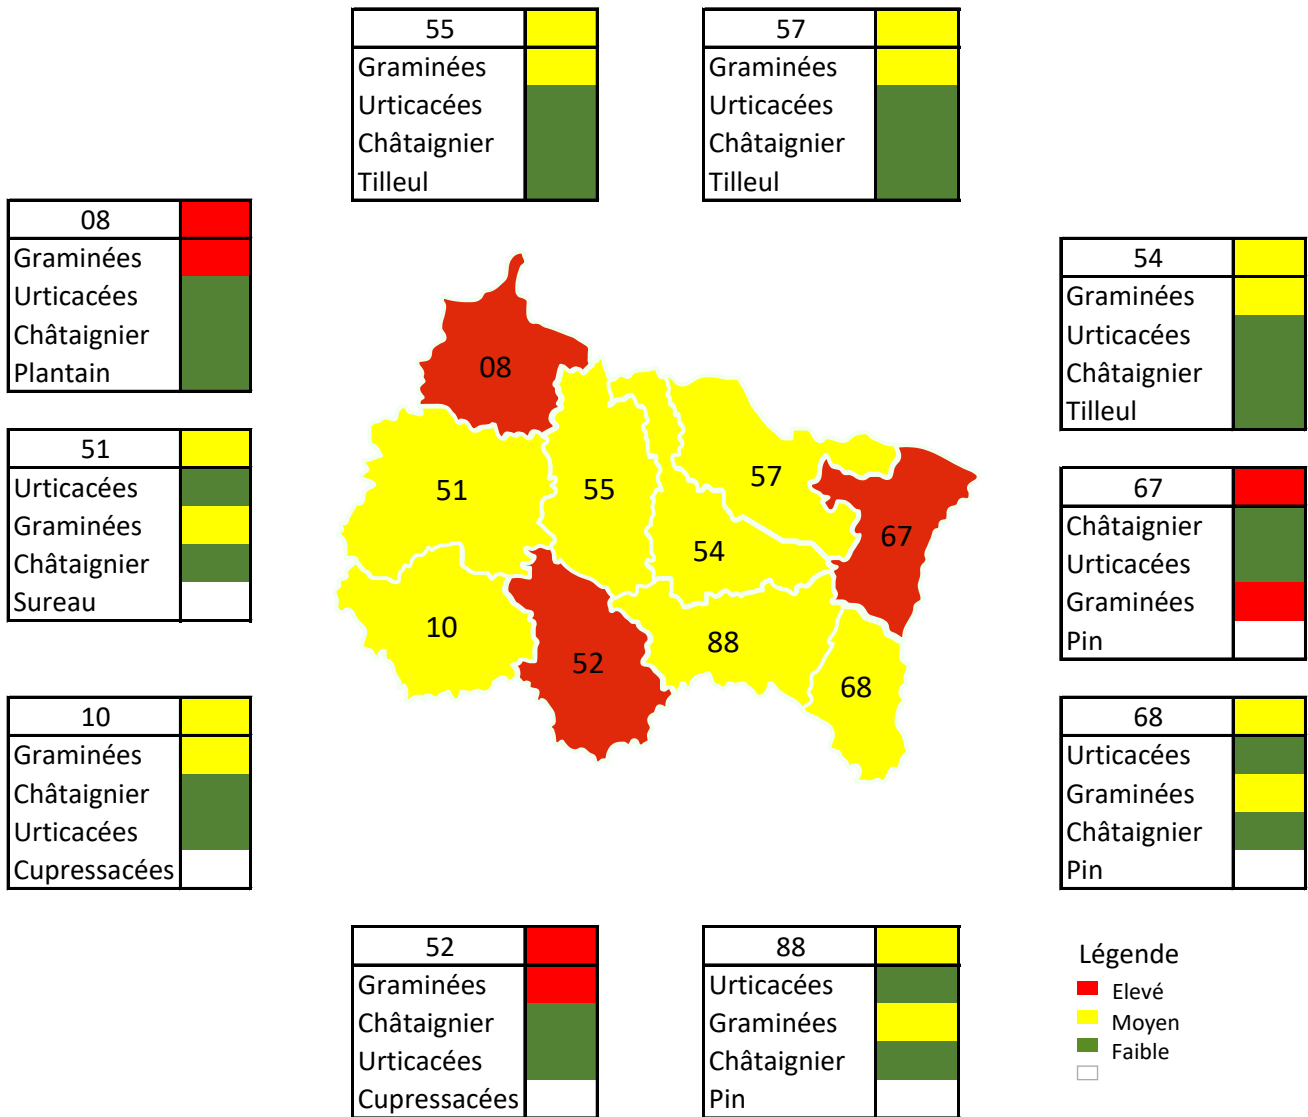 55
Graminées
Urticacées
Châtaignier
Tilleul
57
Graminées
Urticacées
Châtaignier
Tilleul
08
Graminées
Urticacées
Châtaignier
Plantain
54
Graminées
Urticacées
Châtaignier
Tilleul
51
Urticacées
Graminées
Châtaignier
Sureau
67
Châtaignier
Urticacées
Graminées
Pin
10
Graminées
Châtaignier
Urticacées
Cupressacées
68
Urticacées
Graminées
Châtaignier
Pin
08
51
55
57
67
54
10
52
88
68
52
Graminées
Châtaignier
Urticacées
Cupressacées
88
Urticacées
Graminées
Châtaignier
Pin
Légende
Elevé
Moyen
Faible